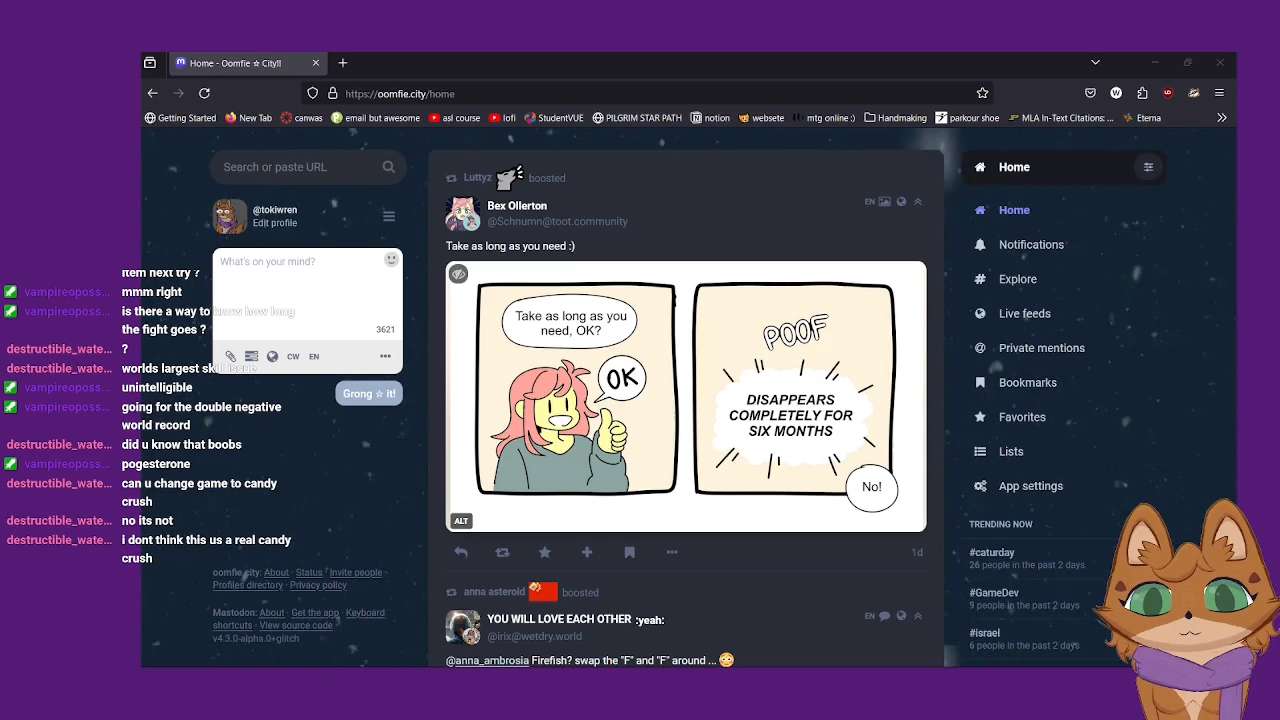 Home - Oomfie ☆ City!!
https://oomfie.city/home
Getting Started
New Tab
canvas
email but awesome
asl course
lofi
StudentVUE
PILGRIM STAR PATH
notion
websete
mtg online :)
Handmaking
parkour shoe
MLA In-Text Citations: ...
Eterna
Search or paste URL
@tokiwren
Edit profile
What's on your mind?
3621
CW
EN
Grong ☆ it!
item next try ?
vampireoposs... mmm right
vampireoposs... is there a way to know how long
the fight goes ?
destructible_wate... ?
destructible_wate... worlds largest skill issue
vampireoposs... unintelligible
vampireoposs... going for the double negative
world record
destructible_wate... did u know that boobs
vampireoposs... pogesterone
destructible_wate... can u change game to candy
crush
destructible_wate... no its not
destructible_wate... i dont think this us a real candy
crush
oomfie.city: About · Status · Invite people ·
Profiles directory · Privacy policy
Mastodon: About · Get the app · Keyboard
shortcuts · View source code ·
v4.3.0-alpha.0+glitch
Luttyz boosted
Bex Ollerton
@Schnumn@toot.community
EN
Take as long as you need :)
Take as long as you
need, OK?
OK
POOF
DISAPPEARS
COMPLETELY FOR
SIX MONTHS
No!
ALT
1d
anna asteroid boosted
YOU WILL LOVE EACH OTHER :yeah:
@irix@wetdry.world
EN
@anna_ambrosia Firefish? swap the "F" and "F" around ... 😳
Home
Home
Notifications
Explore
Live feeds
Private mentions
Bookmarks
Favorites
Lists
App settings
TRENDING NOW
#caturday
26 people in the past 2 days
#GameDev
9 people in the past 2 days
#israel
6 people in the past 2 days